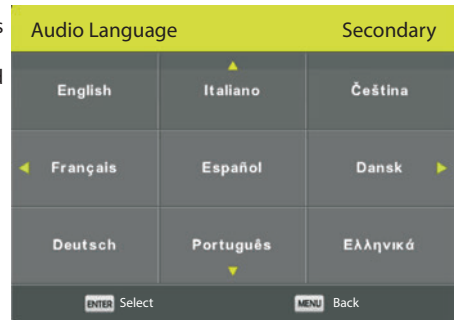 s
Audio Language Secondary
d
English Italiano Čeština
Français Español Dansk
Deutsch Português Ελληνικά
ENTER Select MENU Back